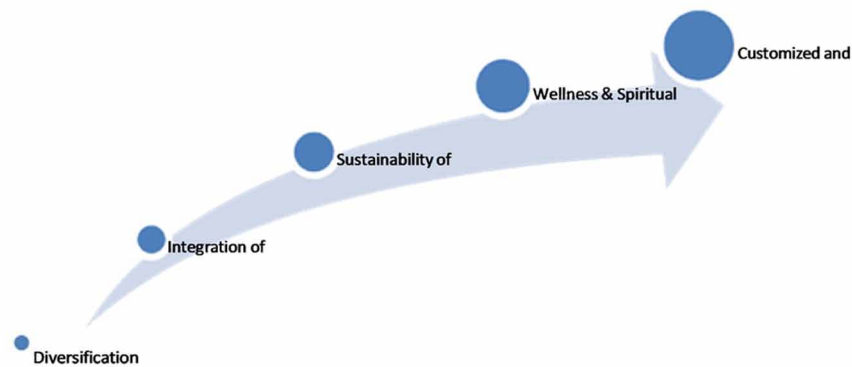 Customized and
Wellness & Spiritual
Sustainability of
Integration of
Diversification